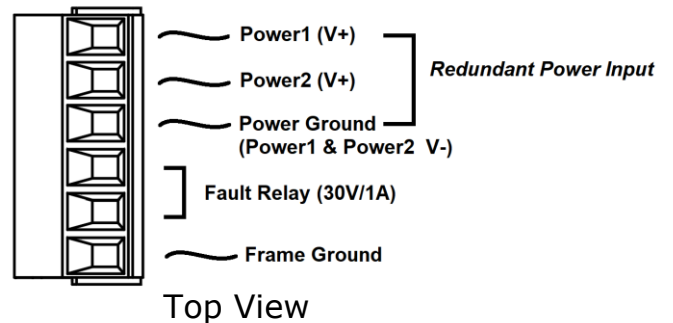 Power1 (V+)
Power2 (V+)
Redundant Power Input
Power Ground
(Power1 & Power2 V-)
Fault Relay (30V/1A)
Frame Ground
Top View